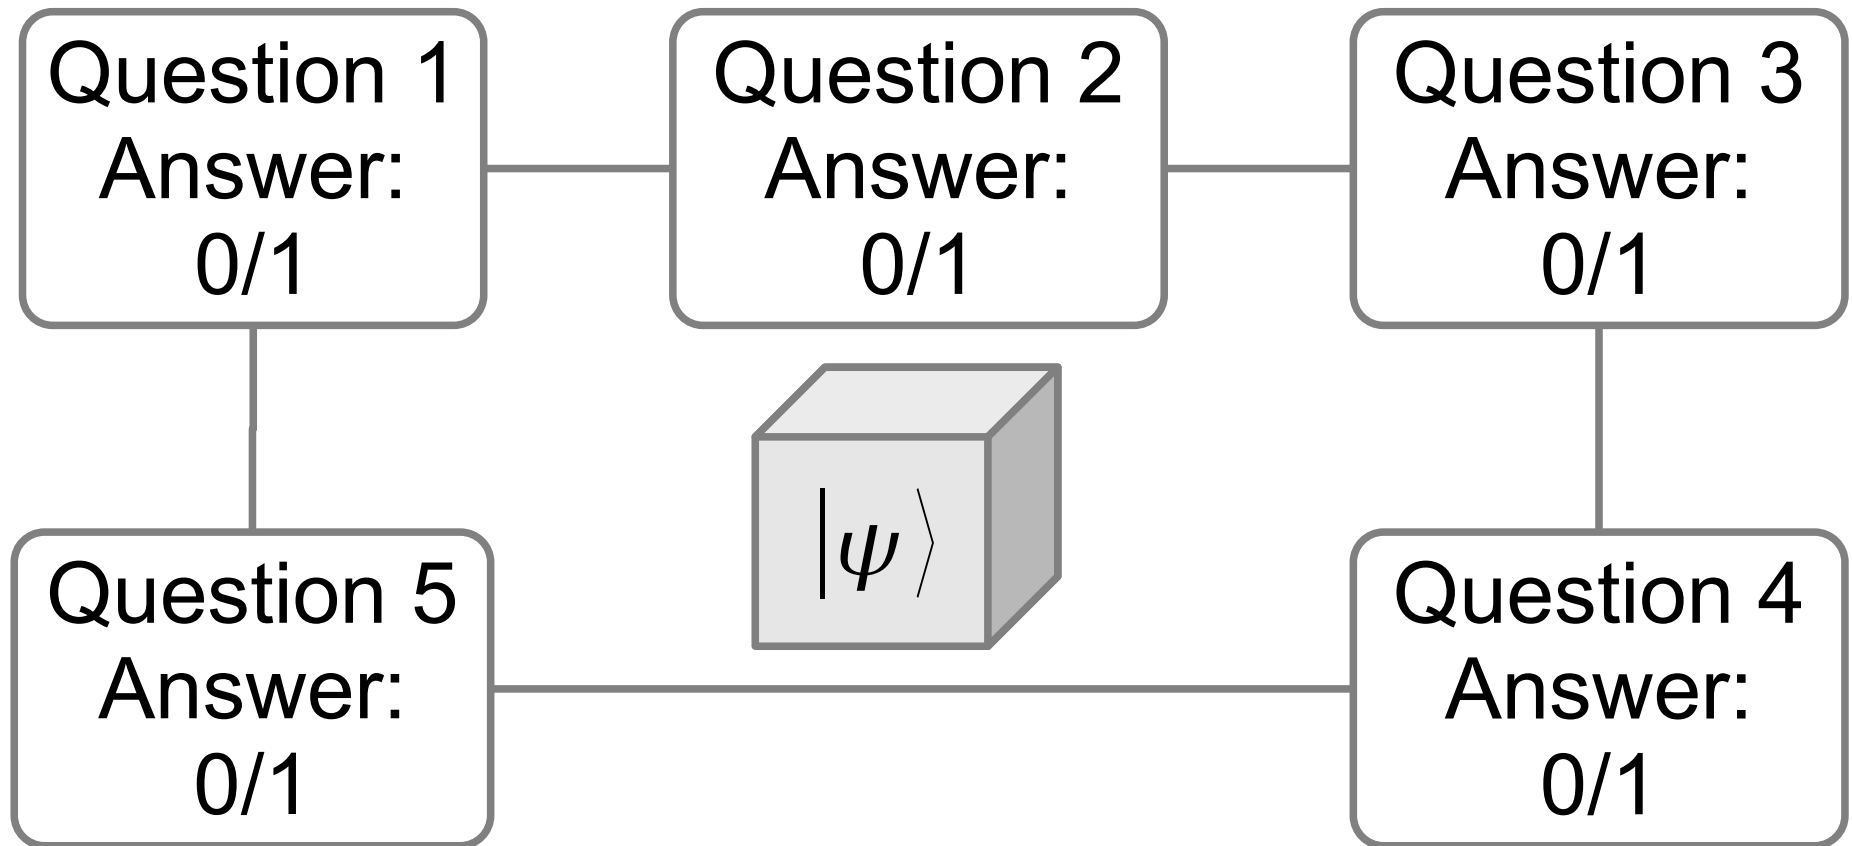 Question 1
Answer:
0/1
Question 2
Answer:
0/1
Question 3
Answer:
0/1
|ψ⟩
Question 5
Answer:
0/1
Question 4
Answer:
0/1